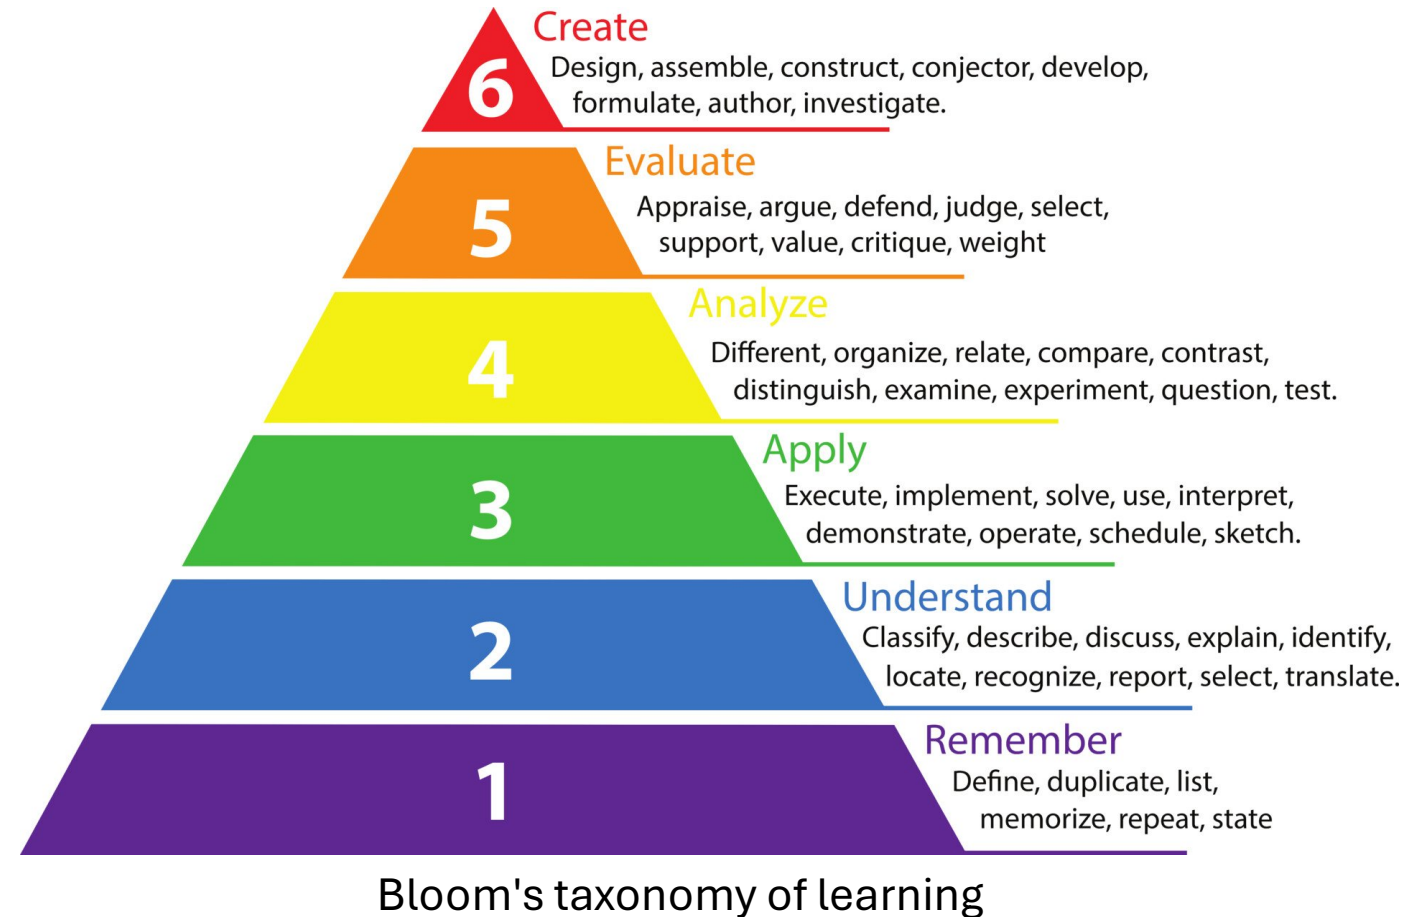 Create
6
Design, assemble, construct, conjector, develop,
formulate, author, investigate.
Evaluate
5
Appraise, argue, defend, judge, select,
support, value, critique, weight
Analyze
4
Different, organize, relate, compare, contrast,
distinguish, examine, experiment, question, test.
Apply
3
Execute, implement, solve, use, interpret,
demonstrate, operate, schedule, sketch.
Understand
2
Classify, describe, discuss, explain, identify,
locate, recognize, report, select, translate.
Remember
1
Define, duplicate, list,
memorize, repeat, state
Bloom's taxonomy of learning